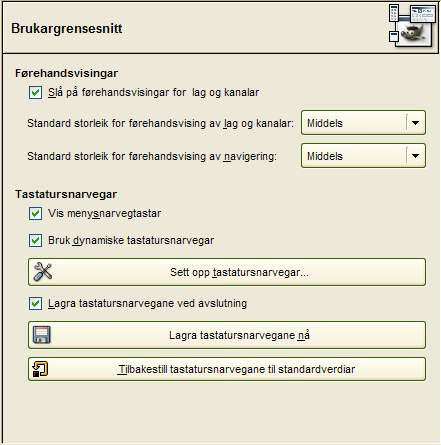 Brukargrensesnitt
Førehandsvisingar
Slå på førehandsvisingar for lag og kanalar
Standard storleik for førehandsvising av lag og kanalar: Middels
Standard storleik for førehandsvising av navigering: Middels
Tastatursnarvegar
Vis menysnarvegtastar
Bruk dynamiske tastatursnarvegar
Sett opp tastatursnarvegar...
Lagra tastatursnarvegane ved avslutning
Lagra tastatursnarvegane nå
Tilbakestill tastatursnarvegane til standardverdiar